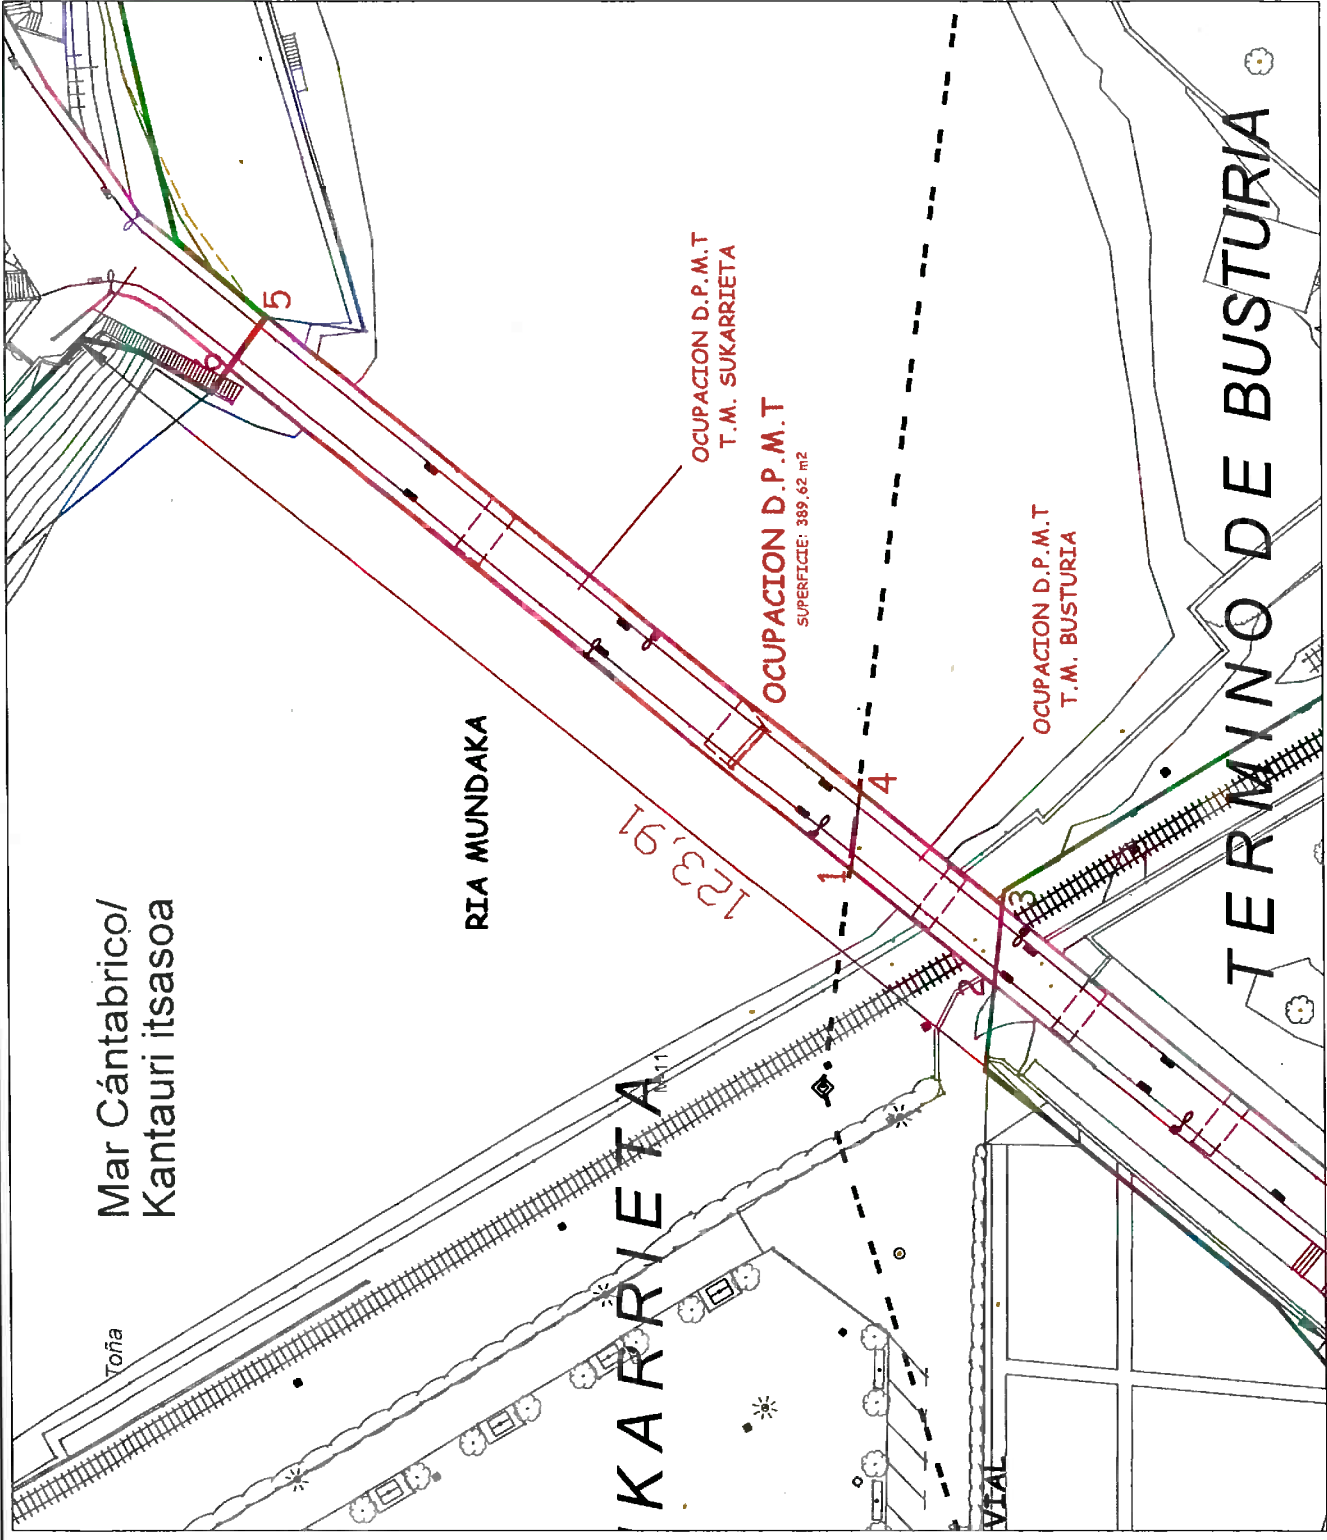 Mar Cántabrico/
Kantauri itsasoa
Toña
RIA MUNDAKA
123,91
OCUPACION D.P.M.T
T.M. SUKARRIETA
OCUPACION D.P.M.T
SUPERFICIE: 389,62 m2
OCUPACION D.P.M.T
T.M. BUSTURIA
KARRIETA
TERMINO DE BUSTURIA
VIAL
1
2
3
4
5
6